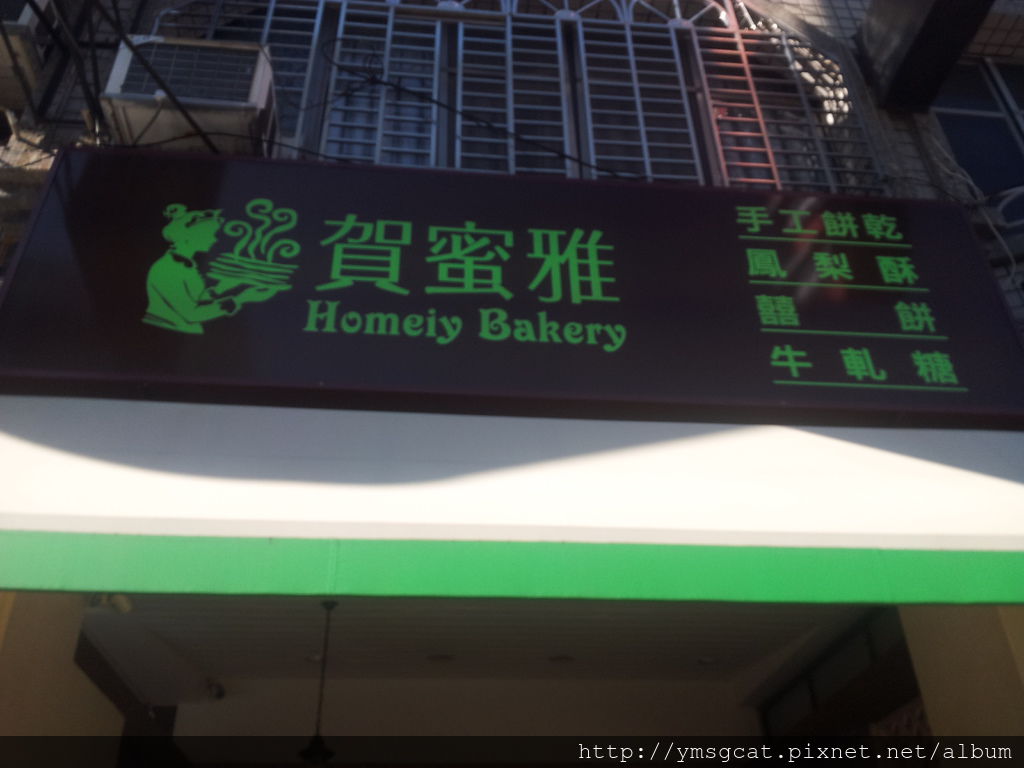 賀蜜雅
Homeiy Bakery
手工餅乾
鳳梨酥
囍餅
牛軋糖
http://ymsgcat.pixnet.net/album